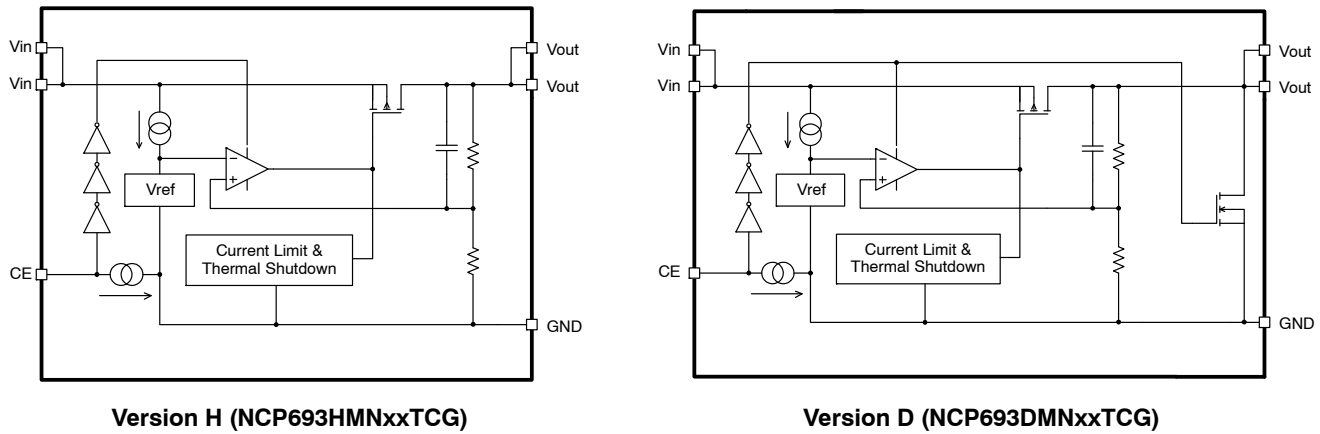 Vin
Vin
CE
Vref
−
+
Current Limit &
Thermal Shutdown
Vout
Vout
GND
Version H (NCP693HMNxxTCG)
Vin
Vin
CE
Vref
−
+
Current Limit &
Thermal Shutdown
Vout
Vout
GND
Version D (NCP693DMNxxTCG)